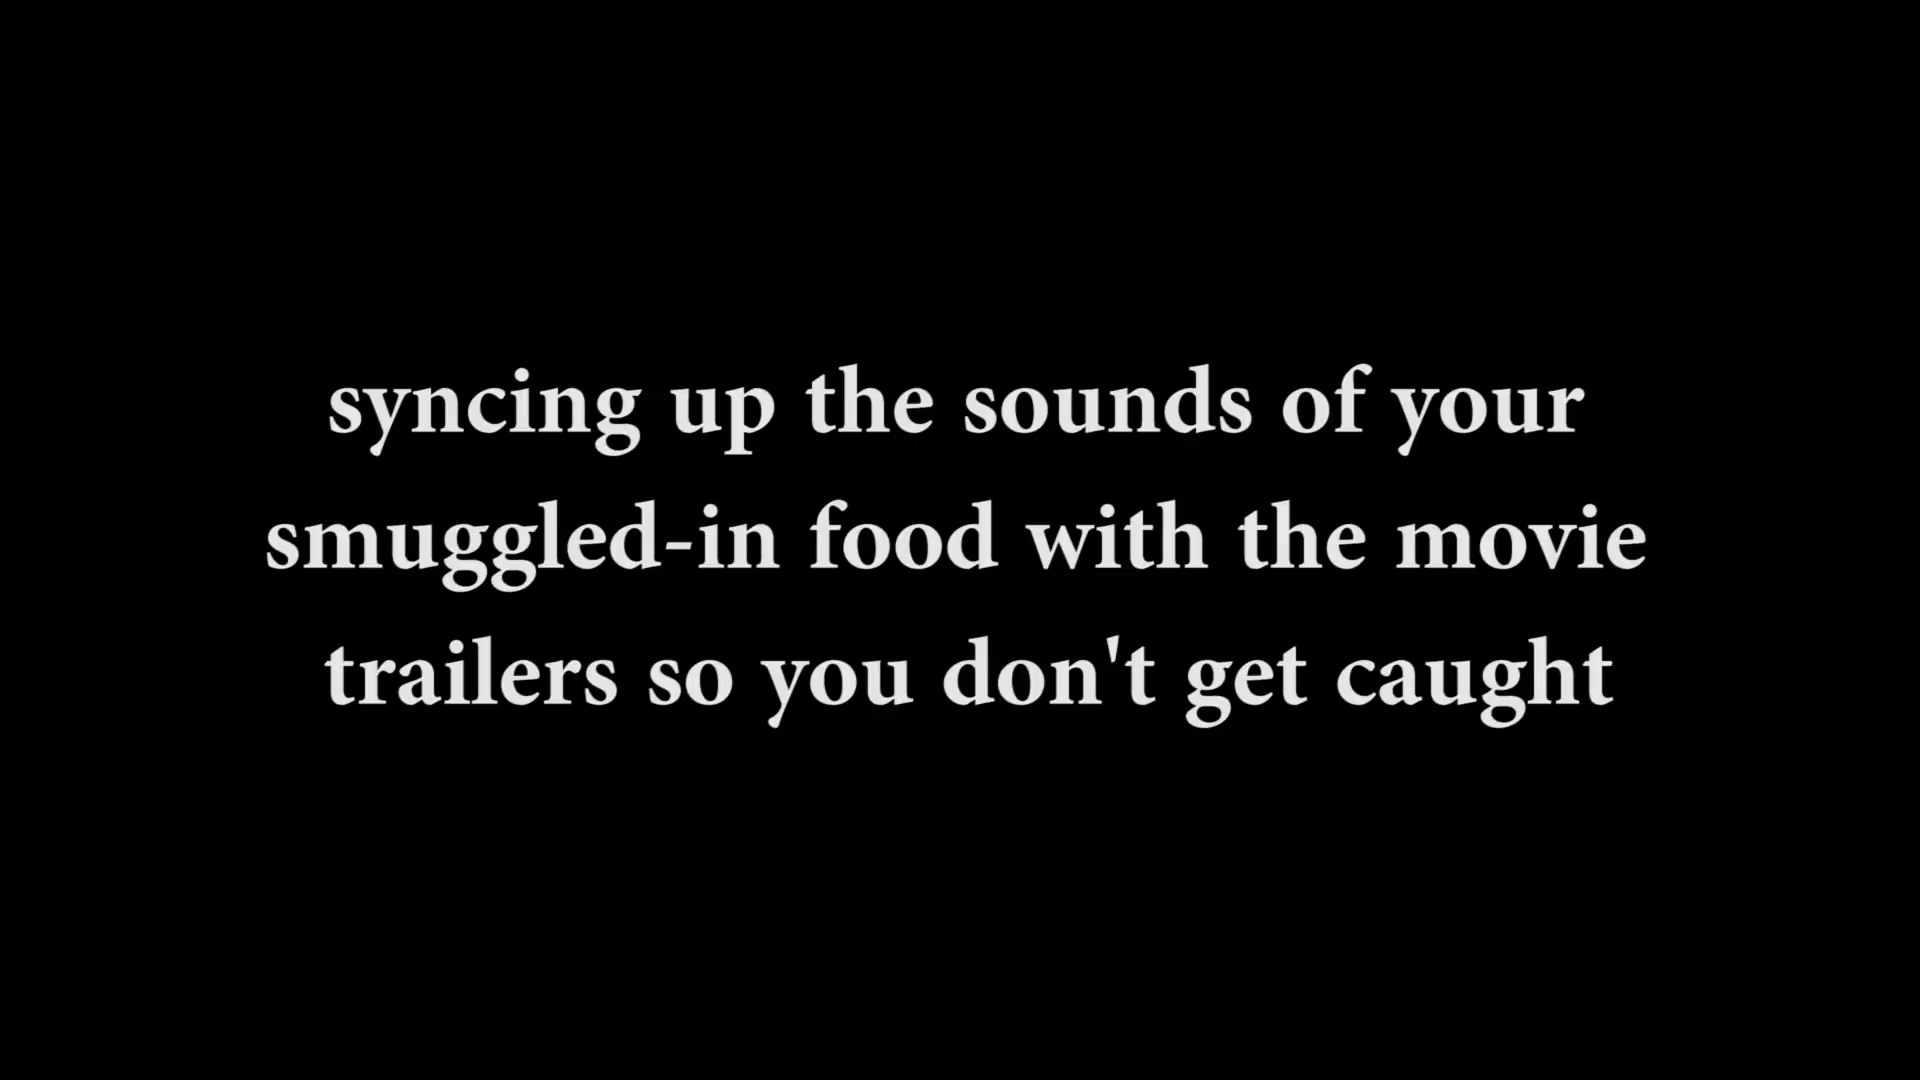 syncing up the sounds of your
smuggled-in food with the movie
trailers so you don't get caught